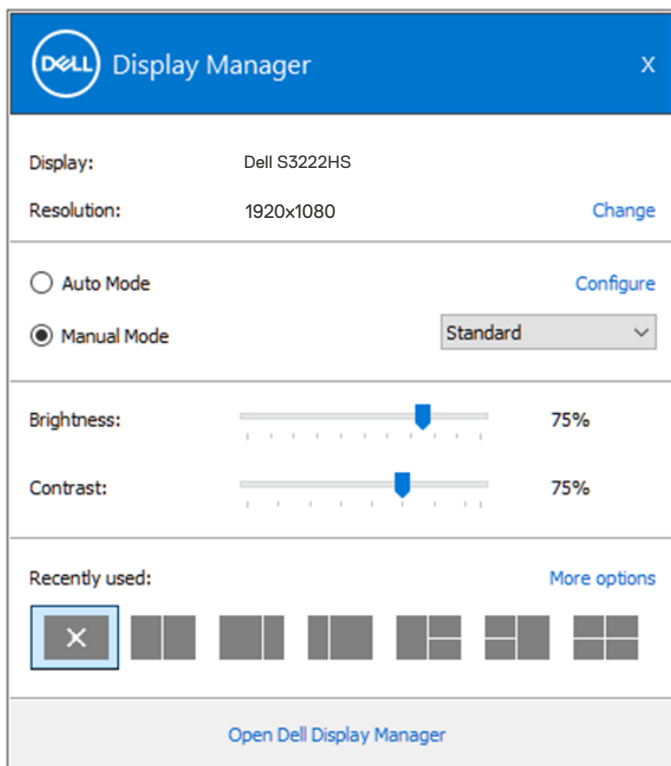 DELL Display Manager X
Display: Dell S3222HS
Resolution: 1920x1080 Change
Auto Mode Configure
Manual Mode Standard
Brightness: 75%
Contrast: 75%
Recently used: More options
Open Dell Display Manager